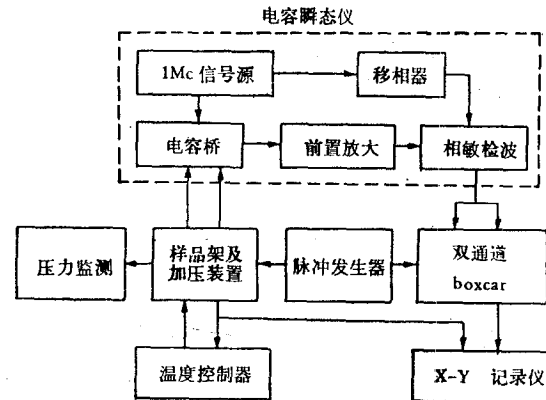 电容瞬态仪
1Mc 信号源
移相器
电容桥
前置放大
相敏检波
压力监测
样品架及
加压装置
脉冲发生器
双通道
boxcar
温度控制器
X-Y 记录仪